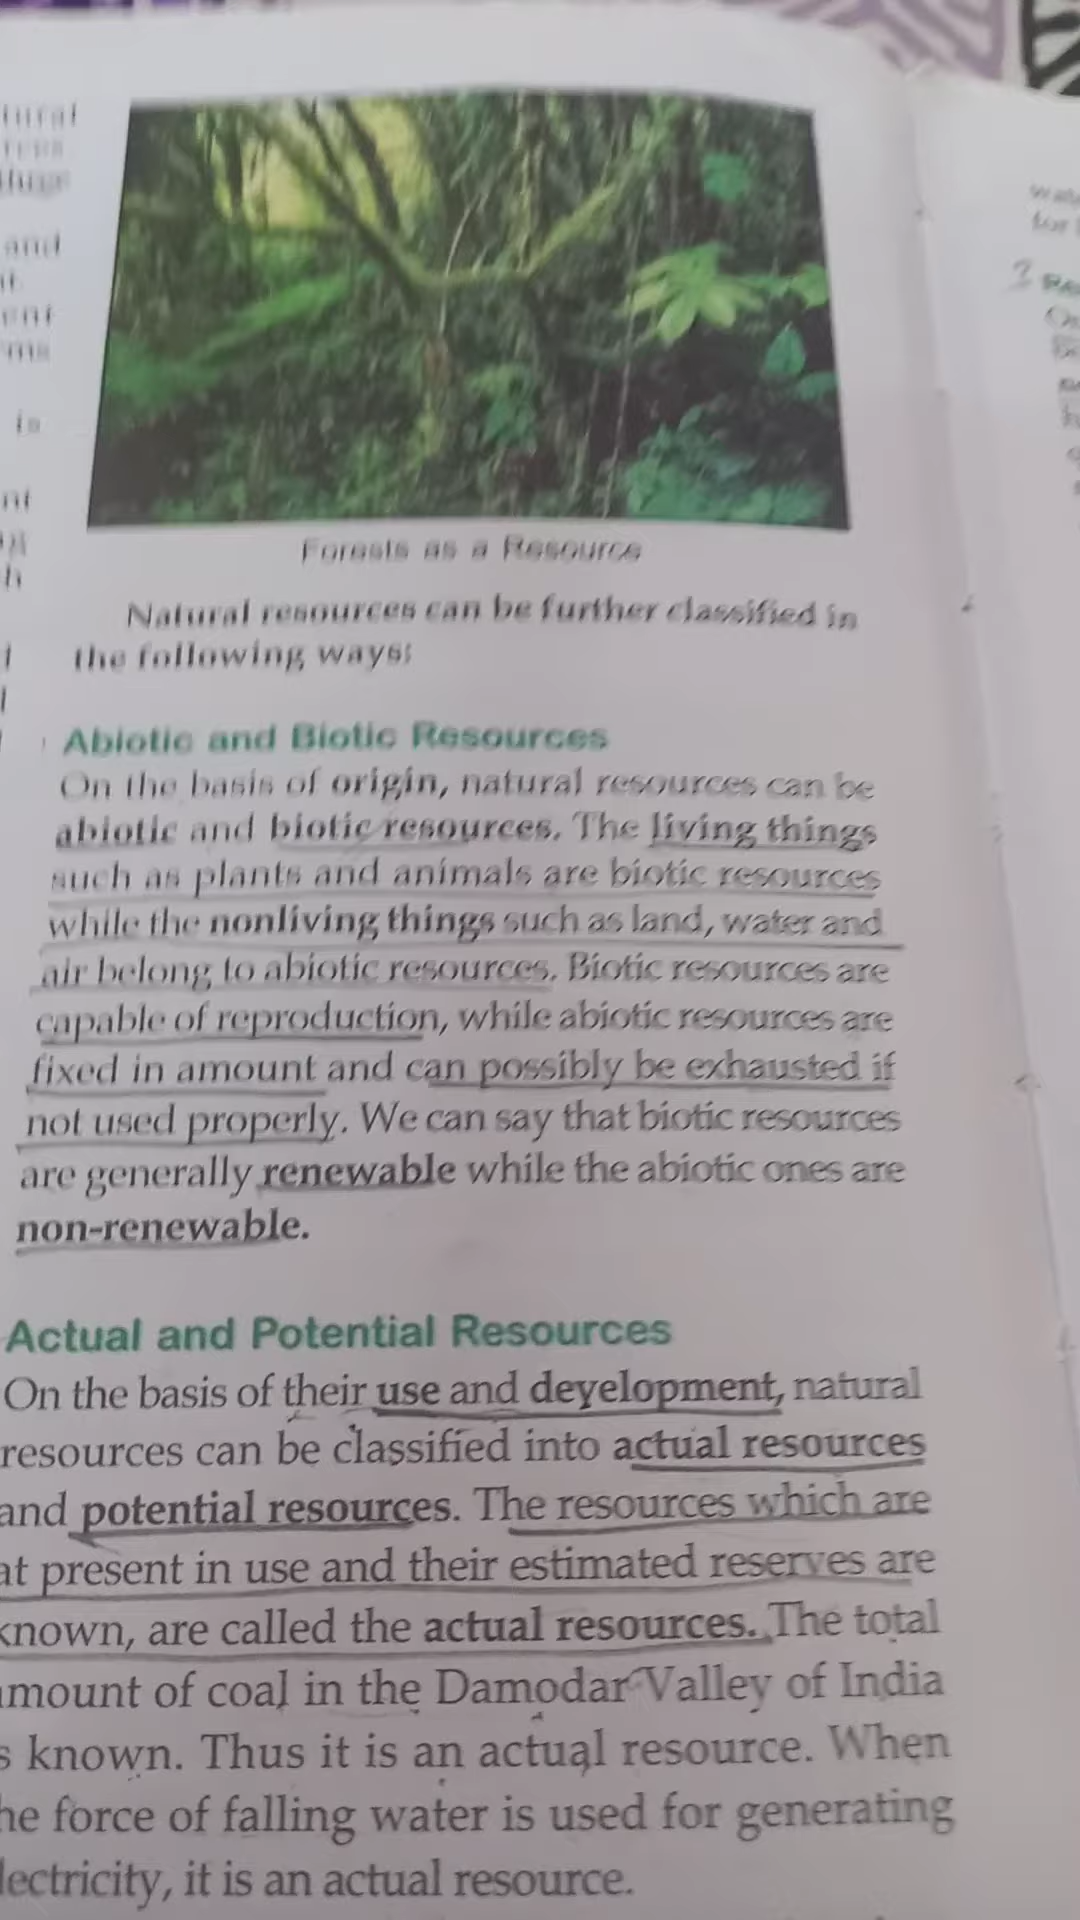 and
is
Forests as a Resource
Natural resources can be further classified in
the following ways:
Abiotic and Biotic Resources
On the basis of origin, natural resources can be
abiotic and biotic resources. The living things
such as plants and animals are biotic resources
while the nonliving things such as land, water and
air belong to abiotic resources. Biotic resources are
capable of reproduction, while abiotic resources are
fixed in amount and can possibly be exhausted if
not used properly. We can say that biotic resources
are generally renewable while the abiotic ones are
non-renewable.
Actual and Potential Resources
On the basis of their use and development, natural
resources can be classified into actual resources
and potential resources. The resources which are
at present in use and their estimated reserves are
known, are called the actual resources. The total
mount of coal in the Damodar Valley of India
s known. Thus it is an actual resource. When
he force of falling water is used for generating
lectricity, it is an actual resource.